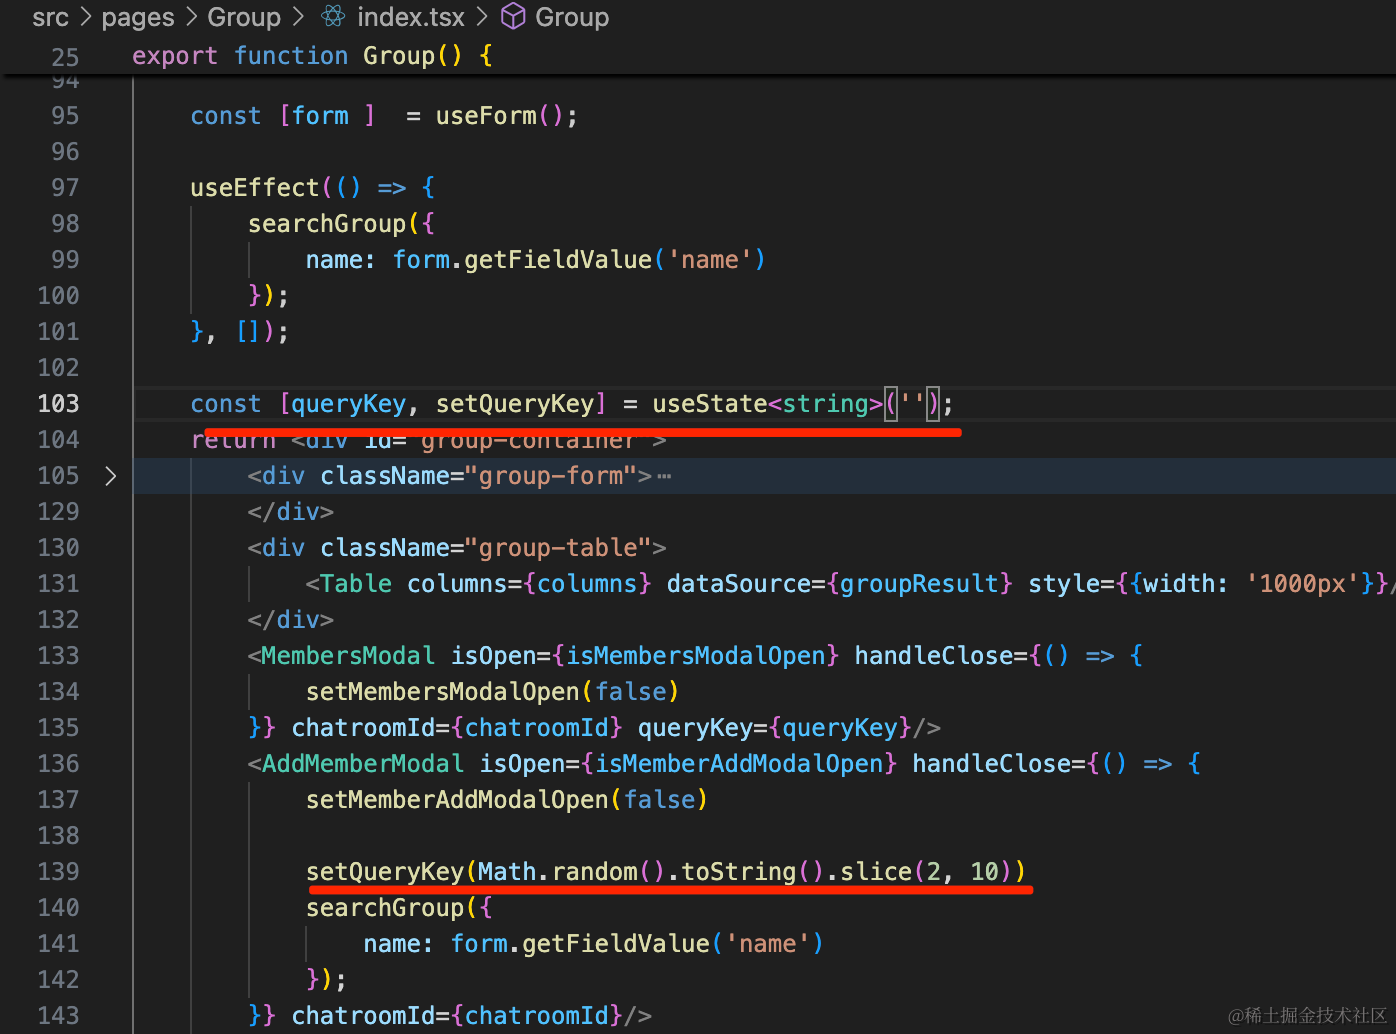 src > pages > Group > index.tsx > Group
25 export function Group() {
94
95 const [form ]  = useForm();
96
97 useEffect(() => {
98 searchGroup({
99 name: form.getFieldValue('name')
100 });
101 }, []);
102
103 const [queryKey, setQueryKey] = useState<string>('');
104 return <div id="group-container">
105 <div className="group-form">⋯
129 </div>
130 <div className="group-table">
131 <Table columns={columns} dataSource={groupResult} style={{width: '1000px'}}/
132 </div>
133 <MembersModal isOpen={isMembersModalOpen} handleClose={() => {
134 setMembersModalOpen(false)
135 }} chatroomId={chatroomId} queryKey={queryKey}/>
136 <AddMemberModal isOpen={isMemberAddModalOpen} handleClose={() => {
137 setMemberAddModalOpen(false)
138
139 setQueryKey(Math.random().toString().slice(2, 10))
140 searchGroup({
141 name: form.getFieldValue('name')
142 });
143 }} chatroomId={chatroomId}/>
@稀土掘金技术社区